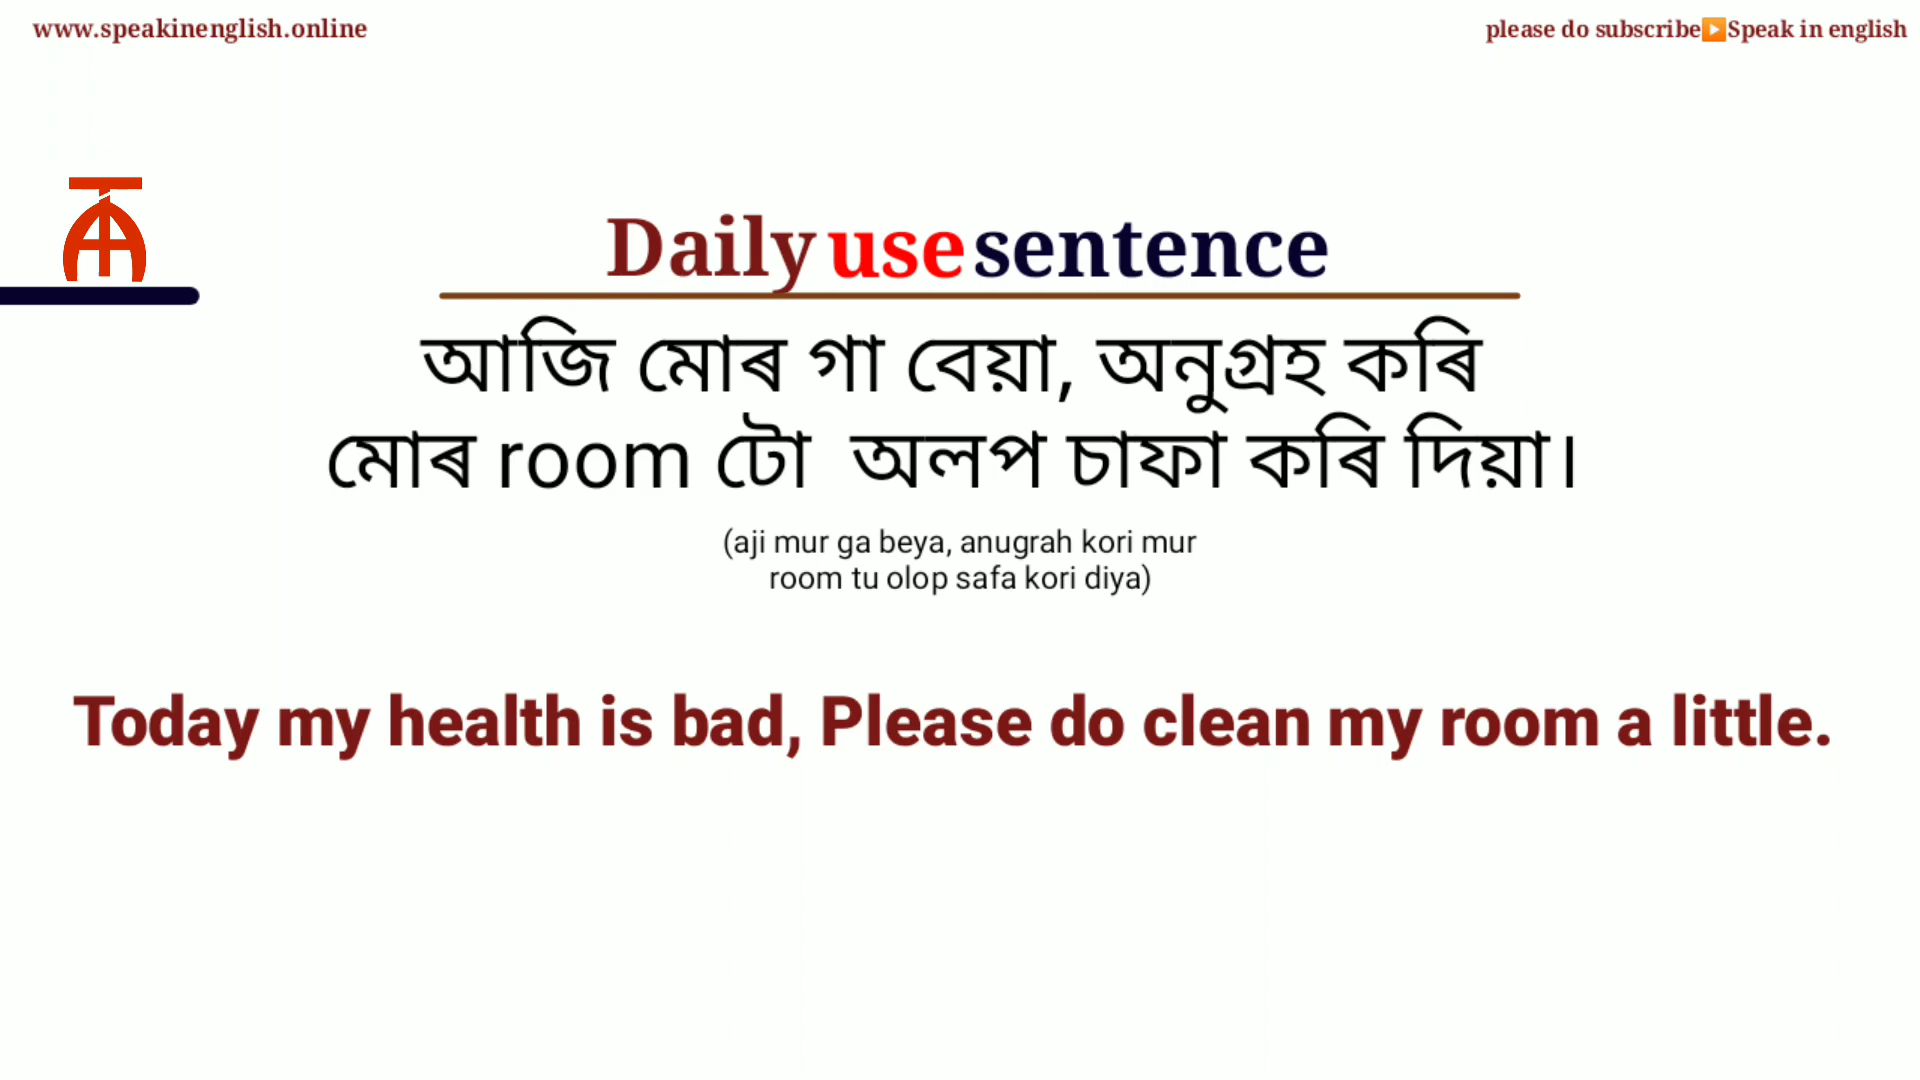 www.speakinenglish.online
please do subscribe▶️Speak in english
Daily use sentence
আজি মোৰ গা বেয়া, অনুগ্ৰহ কৰি
মোৰ room টো অলপ চাফা কৰি দিয়া।
(aji mur ga beya, anugrah kori mur
room tu olop safa kori diya)
Today my health is bad, Please do clean my room a little.